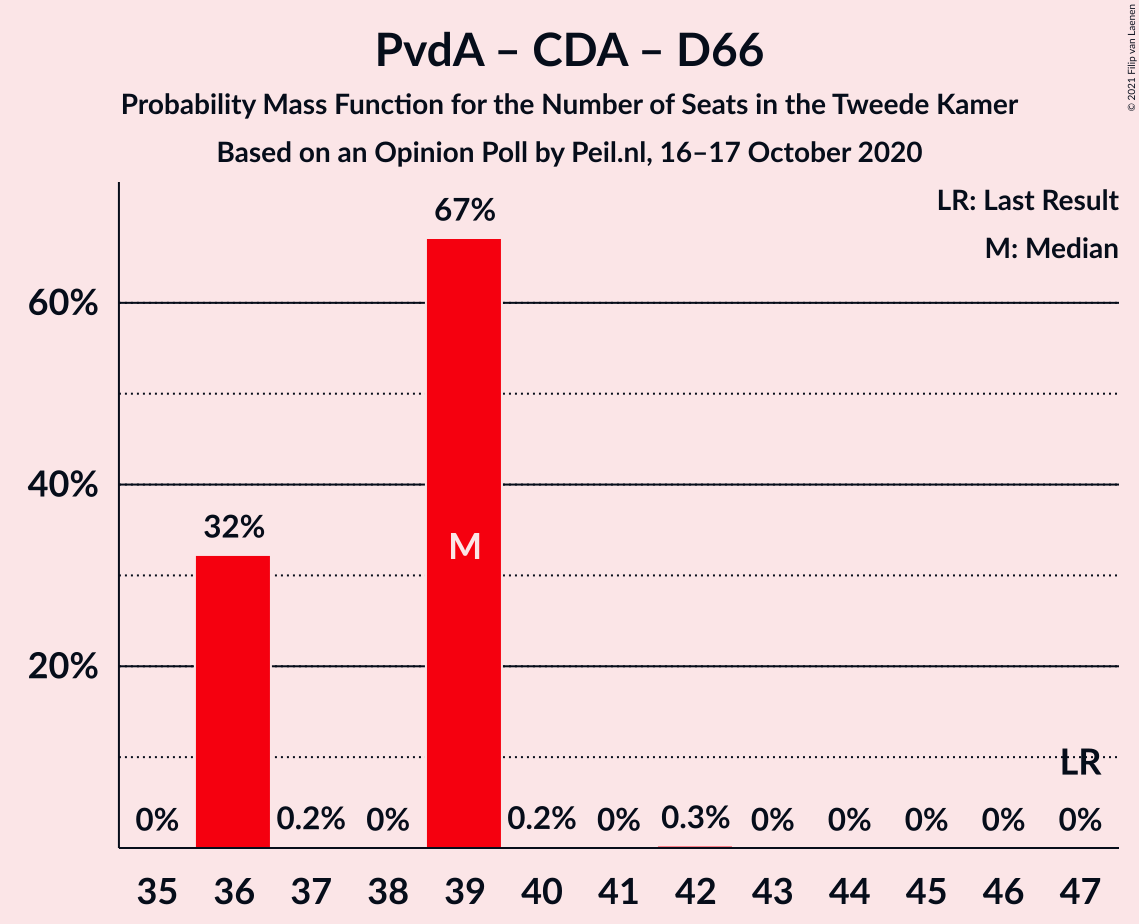 PvdA – CDA – D66
Probability Mass Function for the Number of Seats in the Tweede Kamer
Based on an Opinion Poll by Peil.nl, 16–17 October 2020
© 2021 Filip van Laenen
LR: Last Result
M: Median
67%
60%
40%
32%
M
20%
LR
0% 0.2% 0% 0.2% 0% 0.3% 0% 0% 0% 0% 0%
35 36 37 38 39 40 41 42 43 44 45 46 47